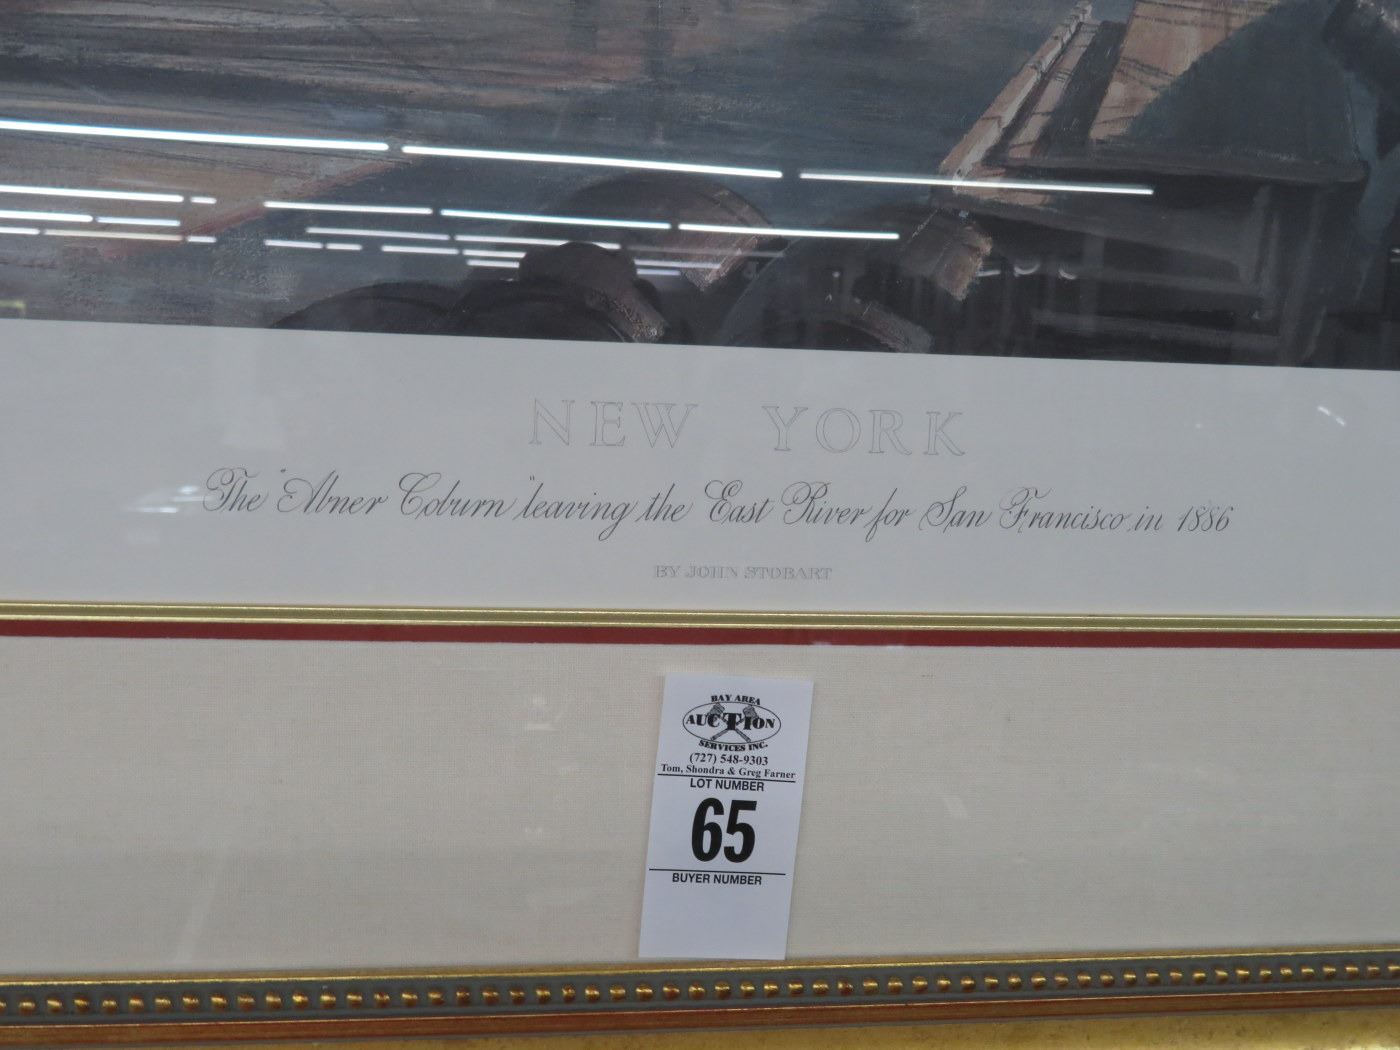 NEW YORK
The "Abner Coburn" leaving the East River for San Francisco in 1886
BY JOHN STOBART
BAY AREA
AUCTION
SERVICES INC.
(727) 548-9303
Tom, Shondra & Greg Farner
LOT NUMBER
65
BUYER NUMBER